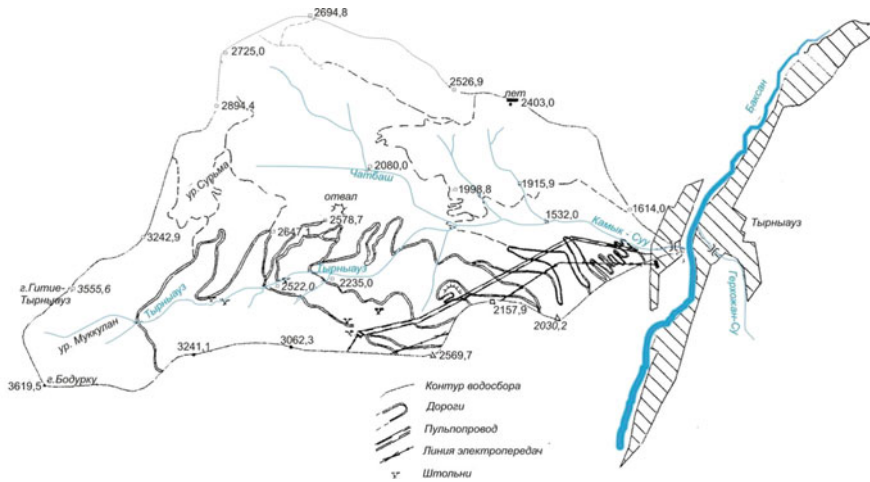 2694,8
2725,0
2526,9
лет
2403,0
2894,4
Баксан
ур. Сурьма
2080,0
Чатбаш
1998,8
1915,9
отвал
2578,7
1532,0
1614,0
Камык - Суу
Тырныауз
3242,9
2647,1
Тырныауз
2235,0
2522,0
г.Гитче-
Тырныауз
3555,6
Тырныауз
Герхожан-Су
ур. Муккулан
2157,9
2030,2
3241,1
3062,3
2569,7
г.Бодурку
3619,5
Контур водосбора
Дороги
Пульпопровод
Линия электропередач
Штольни